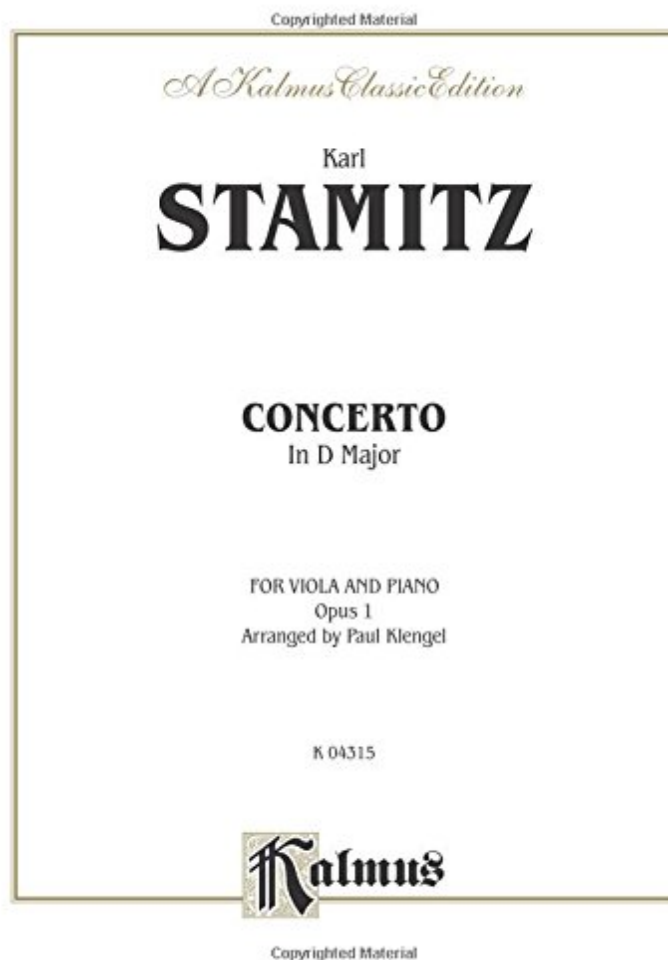 Copyrighted Material
A Kalmus Classic Edition
Karl
STAMITZ
CONCERTO
In D Major
FOR VIOLA AND PIANO
Opus 1
Arranged by Paul Klengel
K 04315
Kalmus
Copyrighted Material